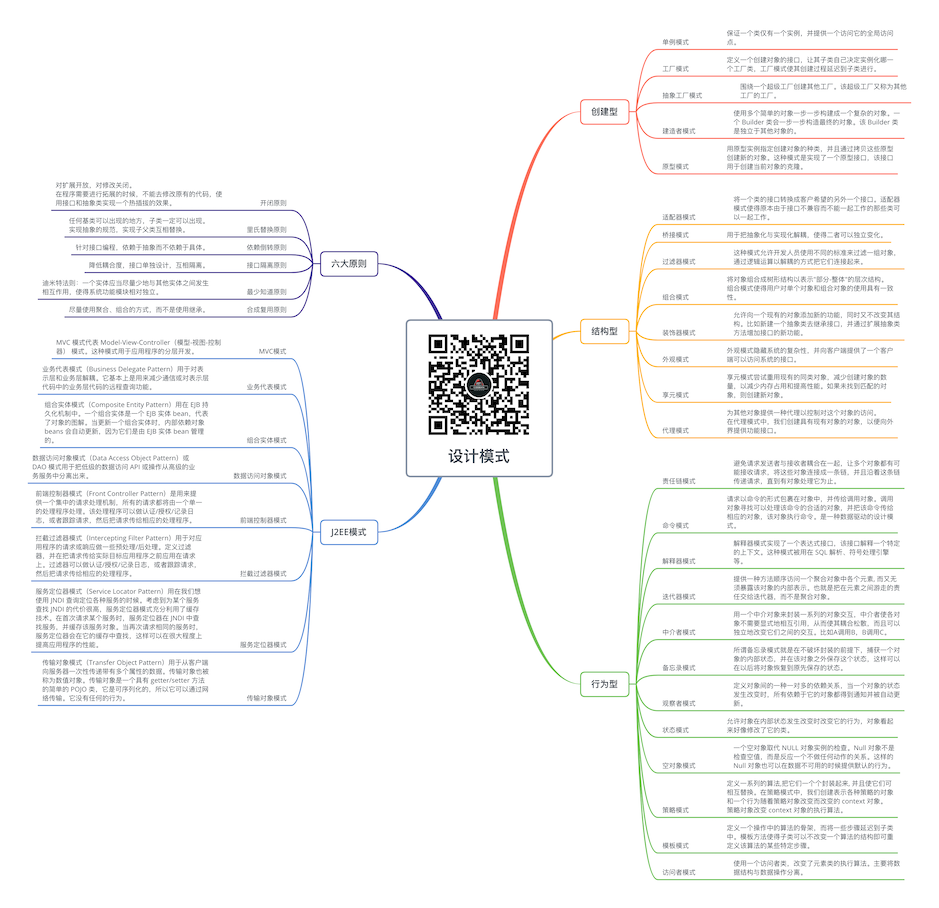 设计模式
六大原则
对扩展开放，对修改关闭。
在程序需要进行拓展的时候，不能去修改原有的代码，使
用接口和抽象类实现一个热插拔的效果。
开闭原则
任何基类可以出现的地方，子类一定可以出现。
实现抽象的规范，实现子父类互相替换。
里氏替换原则
针对接口编程，依赖于抽象而不依赖于具体。
依赖倒转原则
降低耦合度，接口单独设计，互相隔离。
接口隔离原则
迪米特法则：一个实体应当尽量少地与其他实体之间发生
相互作用，使得系统功能模块相对独立。
最少知道原则
尽量使用聚合、组合的方式，而不是使用继承。
合成复用原则
J2EE模式
MVC 模式代表 Model-View-Controller（模型-视图-控制
器） 模式。这种模式用于应用程序的分层开发。
MVC模式
业务代表模式（Business Delegate Pattern）用于对表
示层和业务层解耦。它基本上是用来减少通信或对表示层
代码中的业务层代码的远程查询功能。
业务代表模式
组合实体模式（Composite Entity Pattern）用在 EJB 持
久化机制中。一个组合实体是一个 EJB 实体 bean，代表
了对象的图解。当更新一个组合实体时，内部依赖对象
beans 会自动更新，因为它们是由 EJB 实体 bean 管理
的。
组合实体模式
数据访问对象模式（Data Access Object Pattern）或
DAO 模式用于把低级的数据访问 API 或操作从高级的业
务服务中分离出来。
数据访问对象模式
前端控制器模式（Front Controller Pattern）是用来提
供一个集中的请求处理机制，所有的请求都将由一个单一
的处理程序处理。该处理程序可以做认证/授权/记录日
志，或者跟踪请求，然后把请求传给相应的处理程序。
前端控制器模式
拦截过滤器模式（Intercepting Filter Pattern）用于对应
用程序的请求或响应做一些预处理/后处理。定义过滤
器，并在把请求传给实际目标应用程序之前应用在请求
上。过滤器可以做认证/授权/记录日志，或者跟踪请求，
然后把请求传给相应的处理程序。
拦截过滤器模式
服务定位器模式（Service Locator Pattern）用在我们想
使用 JNDI 查询定位各种服务的时候。考虑到为某个服务
查找 JNDI 的代价很高，服务定位器模式充分利用了缓存
技术。在首次请求某个服务时，服务定位器在 JNDI 中查
找服务，并缓存该服务对象。当再次请求相同的服务时，
服务定位器会在它的缓存中查找，这样可以在很大程度上
提高应用程序的性能。
服务定位器模式
传输对象模式（Transfer Object Pattern）用于从客户端
向服务器一次性传递带有多个属性的数据。传输对象也被
称为数值对象。传输对象是一个具有 getter/setter 方法
的简单的 POJO 类，它是可序列化的，所以它可以通过网
络传输。它没有任何的行为。
传输对象模式
创建型
单例模式
保证一个类仅有一个实例，并提供一个访问它的全局访问
点。
工厂模式
定义一个创建对象的接口，让其子类自己决定实例化哪一
个工厂类，工厂模式使其创建过程延迟到子类进行。
抽象工厂模式
围绕一个超级工厂创建其他工厂。该超级工厂又称为其他
工厂的工厂。
建造者模式
使用多个简单的对象一步一步构建成一个复杂的对象。一
个 Builder 类会一步一步构造最终的对象。该 Builder 类
是独立于其他对象的。
原型模式
用原型实例指定创建对象的种类，并且通过拷贝这些原型
创建新的对象。这种模式是实现了一个原型接口，该接口
用于创建当前对象的克隆。
结构型
适配器模式
将一个类的接口转换成客户希望的另外一个接口。适配器
模式使得原本由于接口不兼容而不能一起工作的那些类可
以一起工作。
桥接模式
用于把抽象化与实现化解耦，使得二者可以独立变化。
过滤器模式
这种模式允许开发人员使用不同的标准来过滤一组对象，
通过逻辑运算以解耦的方式把它们连接起来。
组合模式
将对象组合成树形结构以表示"部分-整体"的层次结构。
组合模式使得用户对单个对象和组合对象的使用具有一致
性。
装饰器模式
允许向一个现有的对象添加新的功能，同时又不改变其结
构。比如新建一个抽象类去继承接口，并通过扩展抽象类
方法增加接口的新功能。
外观模式
外观模式隐藏系统的复杂性，并向客户端提供了一个客户
端可以访问系统的接口。
享元模式
享元模式尝试重用现有的同类对象，减少创建对象的数
量，以减少内存占用和提高性能。如果未找到匹配的对
象，则创建新对象。
代理模式
为其他对象提供一种代理以控制对这个对象的访问。
在代理模式中，我们创建具有现有对象的对象，以便向外
界提供功能接口。
行为型
责任链模式
避免请求发送者与接收者耦合在一起，让多个对象都有可
能接收请求，将这些对象连接成一条链，并且沿着这条链
传递请求，直到有对象处理它为止。
命令模式
请求以命令的形式包裹在对象中，并传给调用对象。调用
对象寻找可以处理该命令的合适的对象，并把该命令传给
相应的对象，该对象执行命令。是一种数据驱动的设计模
式。
解释器模式
解释器模式实现了一个表达式接口，该接口解释一个特定
的上下文。这种模式被用在 SQL 解析、符号处理引擎
等。
迭代器模式
提供一种方法顺序访问一个聚合对象中各个元素, 而又无
须暴露该对象的内部表示。也就是把在元素之间游走的责
任交给迭代器，而不是聚合对象。
中介者模式
用一个中介对象来封装一系列的对象交互，中介者使各对
象不需要显式地相互引用，从而使其耦合松散，而且可以
独立地改变它们之间的交互。比如A调用B，B调用C。
备忘录模式
所谓备忘录模式就是在不破坏封装的前提下，捕获一个对
象的内部状态，并在该对象之外保存这个状态，这样可以
在以后将对象恢复到原先保存的状态。
观察者模式
定义对象间的一种一对多的依赖关系，当一个对象的状态
发生改变时，所有依赖于它的对象都得到通知并被自动更
新。
状态模式
允许对象在内部状态发生改变时改变它的行为，对象看起
来好像修改了它的类。
空对象模式
一个空对象取代 NULL 对象实例的检查。Null 对象不是
检查空值，而是反应一个不做任何动作的关系。这样的
Null 对象也可以在数据不可用的时候提供默认的行为。
策略模式
定义一系列的算法,把它们一个个封装起来, 并且使它们可
相互替换。在策略模式中，我们创建表示各种策略的对象
和一个行为随着策略对象改变而改变的 context 对象。
策略对象改变 context 对象的执行算法。
模板模式
定义一个操作中的算法的骨架，而将一些步骤延迟到子类
中。模板方法使得子类可以不改变一个算法的结构即可重
定义该算法的某些特定步骤。
访问者模式
使用一个访问者类，改变了元素类的执行算法。主要将数
据结构与数据操作分离。